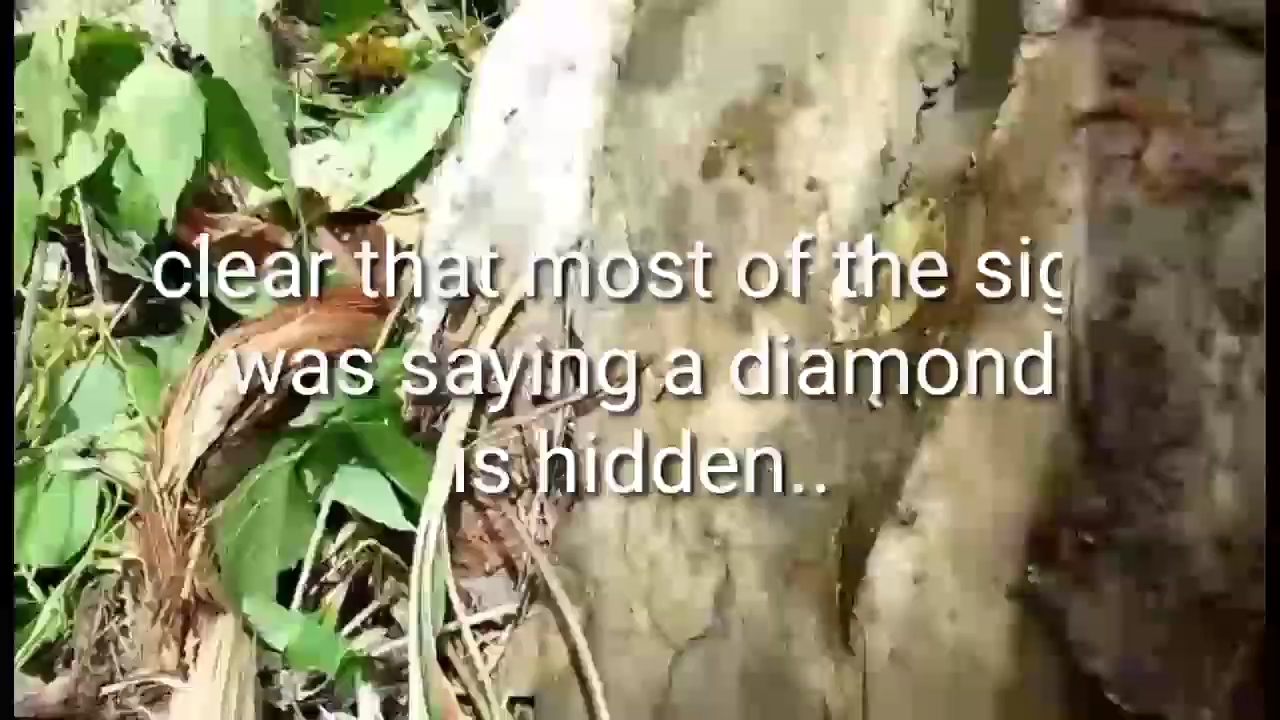 clear that most of the sig
was saying a diamond
is hidden..